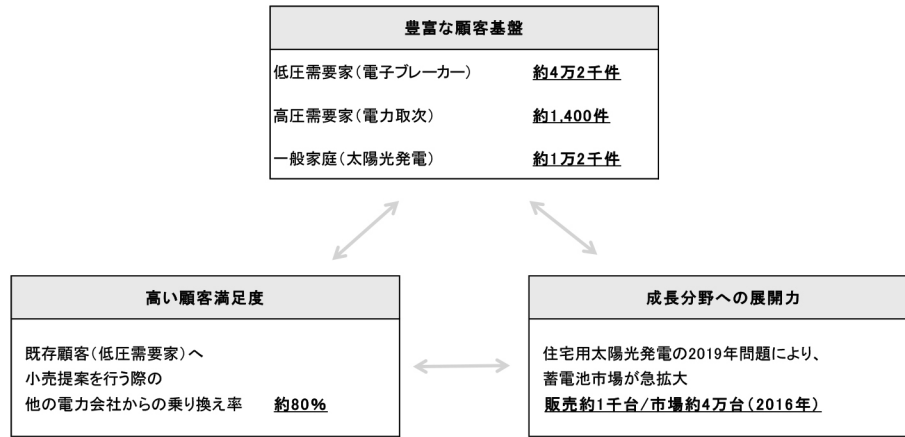 豊富な顧客基盤
低圧需要家（電子ブレーカー） 約4万2千件
高圧需要家（電力取次） 約1,400件
一般家庭（太陽光発電） 約1万2千件
高い顧客満足度
既存顧客（低圧需要家）へ
小売提案を行う際の
他の電力会社からの乗り換え率 約80%
成長分野への展開力
住宅用太陽光発電の2019年問題により、
蓄電池市場が急拡大
販売約1千台/市場約4万台（2016年）